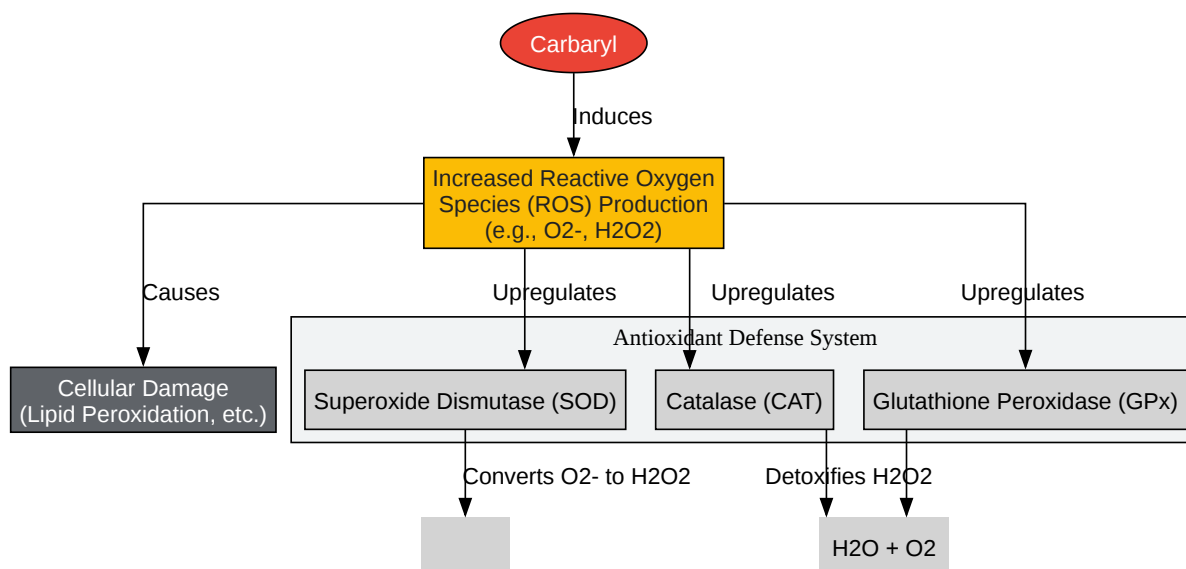 Carbaryl
Induces
Increased Reactive Oxygen
Species (ROS) Production
(e.g., O2-, H2O2)
Causes
Upregulates
Upregulates
Upregulates
Antioxidant Defense System
Cellular Damage
(Lipid Peroxidation, etc.)
Superoxide Dismutase (SOD)
Catalase (CAT)
Glutathione Peroxidase (GPx)
Converts O2- to H2O2
Detoxifies H2O2
H2O + O2